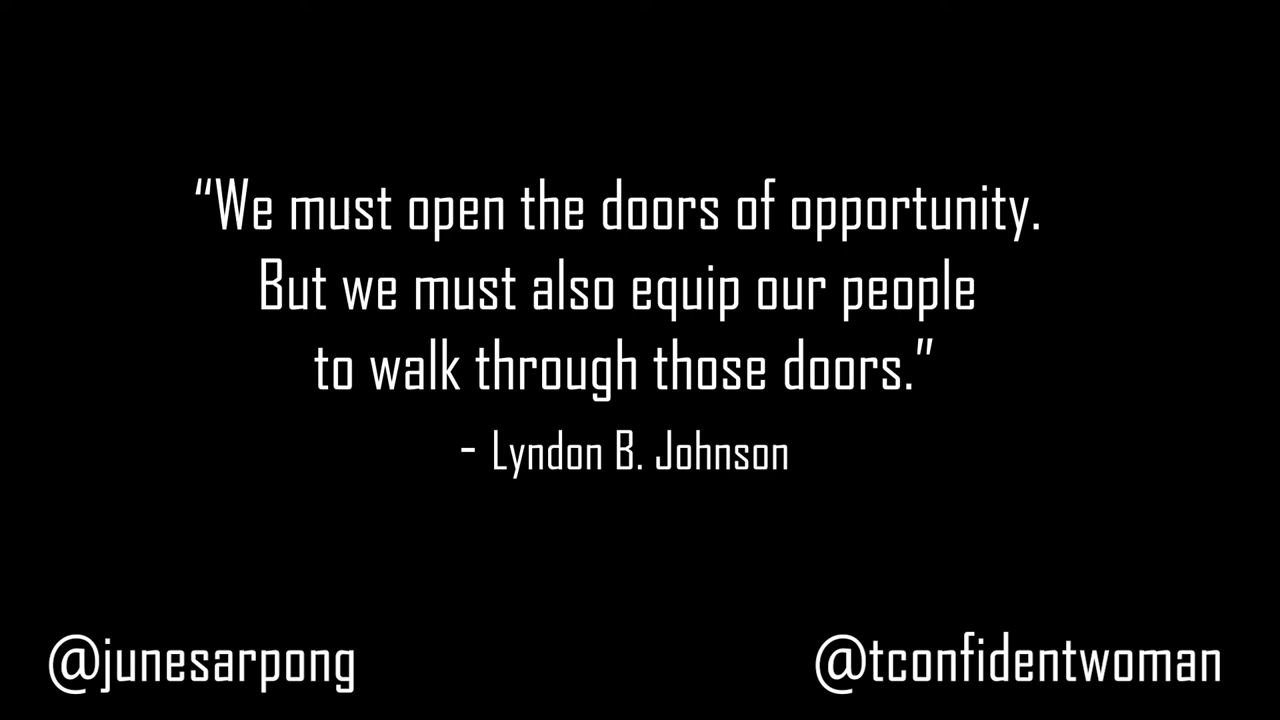 “We must open the doors of opportunity.
But we must also equip our people
to walk through those doors.”
- Lyndon B. Johnson
@junesarpong
@tconfidentwoman